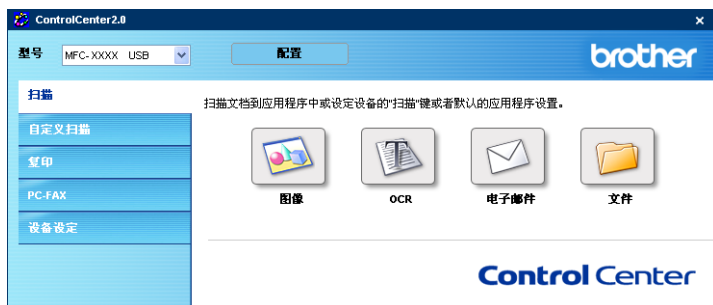 ControlCenter2.0
型号 MFC-XXXX USB 配置 brother
扫描
扫描文档到应用程序中或设定设备的"扫描"键或者默认的应用程序设置。
自定义扫描
复印
PC-FAX
设备设定
图像 OCR 电子邮件 文件
Control Center